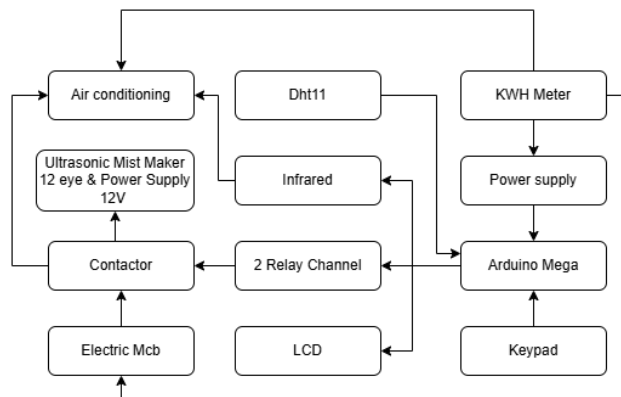 Air conditioning
Dht11
KWH Meter
Ultrasonic Mist Maker
12 eye & Power Supply
12V
Infrared
Power supply
Contactor
2 Relay Channel
Arduino Mega
Electric Mcb
LCD
Keypad